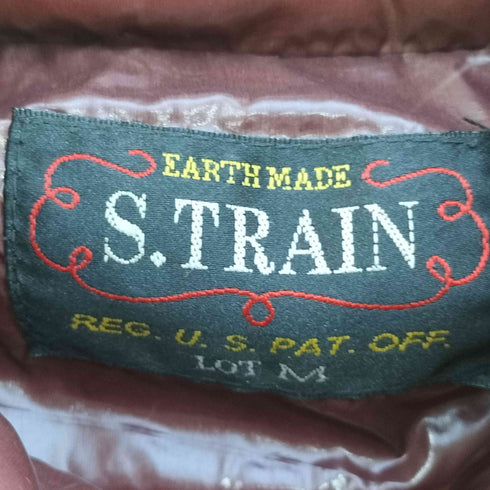 EARTH MADE
S.TRAIN
REG. U. S. PAT. OFF.
LOT M